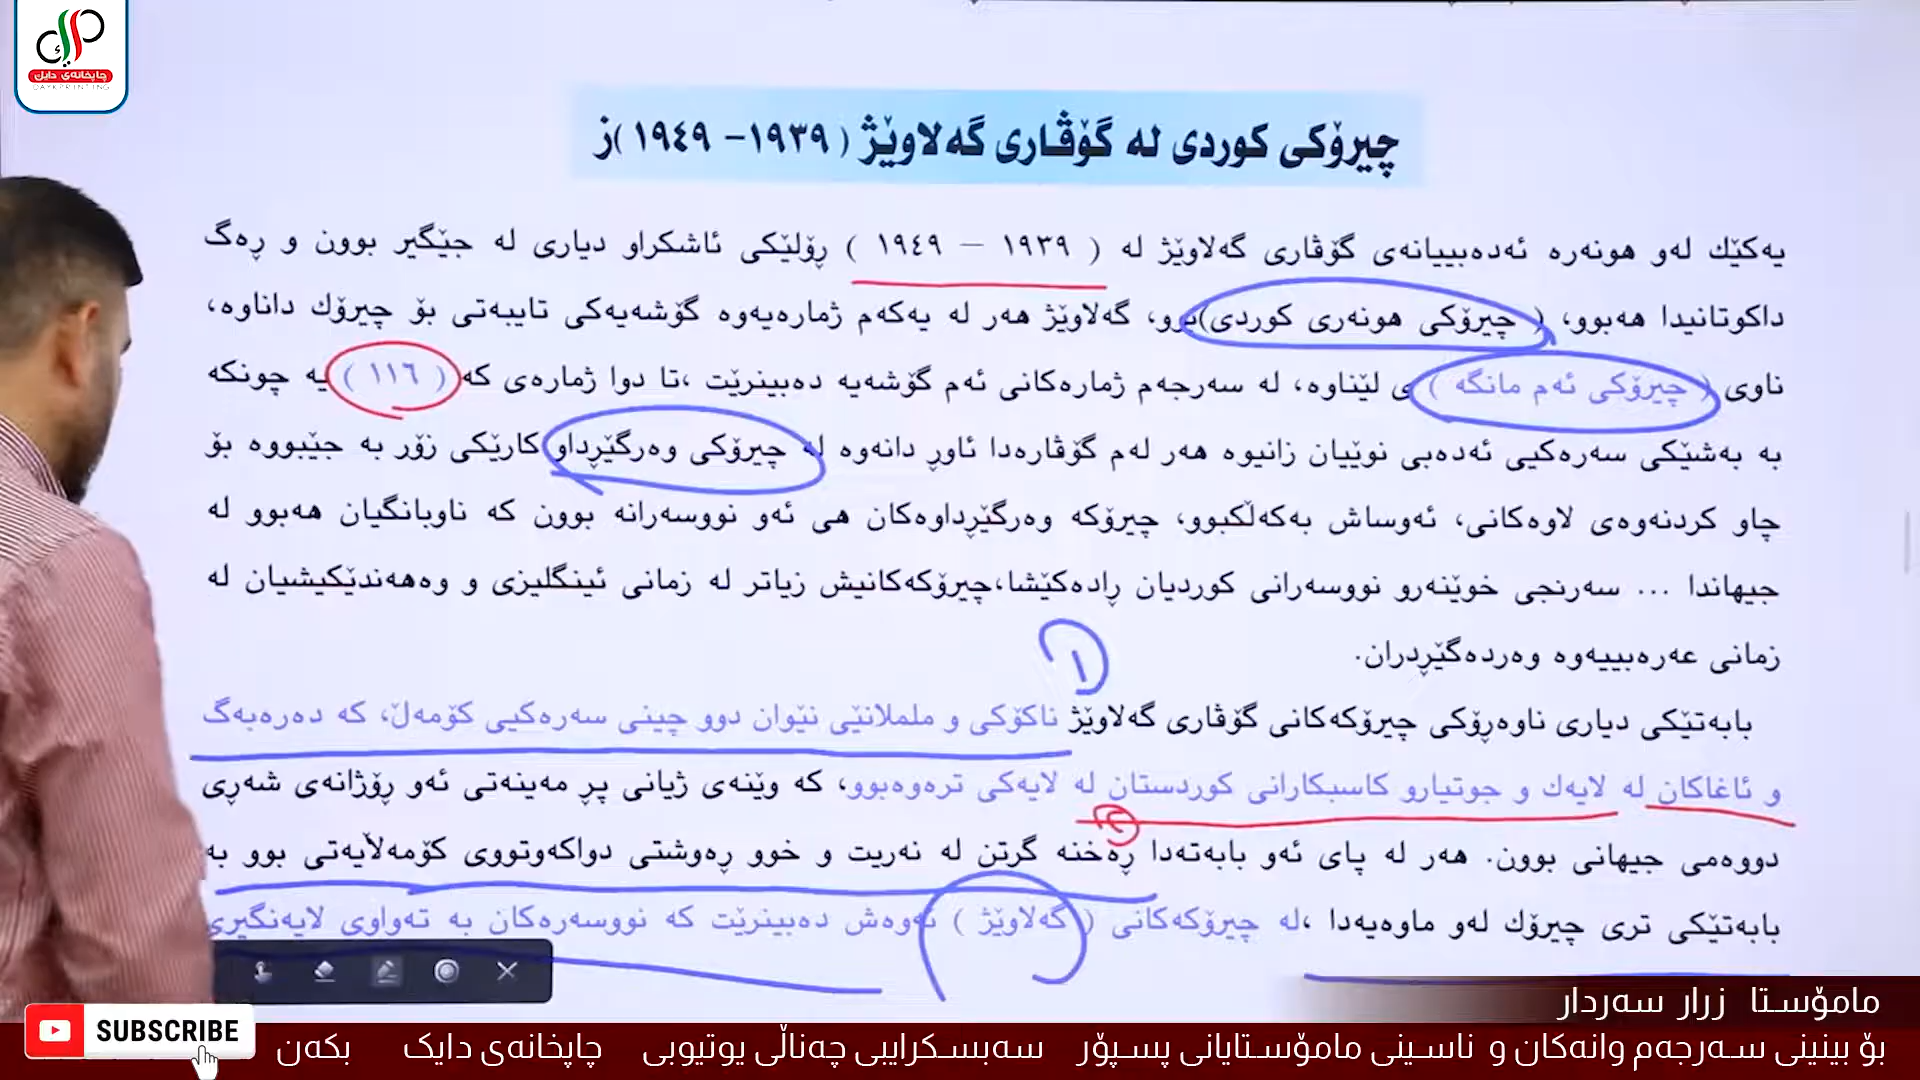 چاپخانەی دایک
DAYK PRINTING
چیرۆکی کوردی لە گۆڤاری گەلاوێژ ( ١٩٣٩- ١٩٤٩ )ز
یەکێك لەو هونەرە ئەدەبییانەی گۆڤاری گەلاوێژ لە ( ١٩٣٩ – ١٩٤٩ ) ڕۆڵێکی ئاشکراو دیاری لە جێگیر بوون و ڕەگ
داکوتانیدا هەبوو، ( چیرۆکی هونەری کوردی)بوو، گەلاوێژ هەر لە یەکەم ژمارەیەوە گۆشەیەکی تایبەتی بۆ چیرۆك داناوە،
ناوی ( چیرۆکی ئەم مانگە ) ی لێناوە، لە سەرجەم ژمارەکانی ئەم گۆشەیە دەبینرێت ،تا دوا ژمارەی کە ( ١١٦ ) یە چونکە
بە بەشێکی سەرەکیی ئەدەبی نوێیان زانیوە هەر لەم گۆڤارەدا ئاوڕ دانەوە لە چیرۆکی وەرگێڕداو کارێکی زۆر بە جێبووە بۆ
چاو کردنەوەی لاوەکانی، ئەوساش بەکەڵکبوو، چیرۆکە وەرگێڕداوەکان هی ئەو نووسەرانە بوون کە ناوبانگیان هەبوو لە
جیهاندا ... سەرنجی خوێنەرو نووسەرانی کوردیان ڕادەکێشا،چیرۆکەکانیش زیاتر لە زمانی ئینگلیزی و وەهەندێکیشیان لە
زمانی عەرەبییەوە وەردەگێڕدران.
بابەتێکی دیاری ناوەڕۆکی چیرۆکەکانی گۆڤاری گەلاوێژ ناکۆکی و ململانێی نێوان دوو چینی سەرەکیی کۆمەڵ، کە دەرەبەگ
و ئاغاکان لە لایەك و جوتیارو کاسبکارانی کوردستان لە لایەکی ترەوەبوو، کە وێنەی ژیانی پڕ مەینەتی ئەو ڕۆژانەی شەڕی
دووەمی جیهانی بوون. هەر لە پای ئەو بابەتەدا ڕەخنە گرتن لە نەریت و خوو ڕەوشتی دواکەوتووی کۆمەڵایەتی بوو بە
بابەتێکی تری چیرۆك لەو ماوەیەدا ،لە چیرۆکەکانی ( گەلاوێژ ) ئەوەش دەبینرێت کە نووسەرەکان بە تەواوی لایەنگیری
مامۆستا زرار سەردار
SUBSCRIBE
بۆ بینینی سەرجەم وانەکان و ناسینی مامۆستایانی پسپۆر سەبسکرایبی چەناڵی یوتیوبی چاپخانەی دایک بکەن